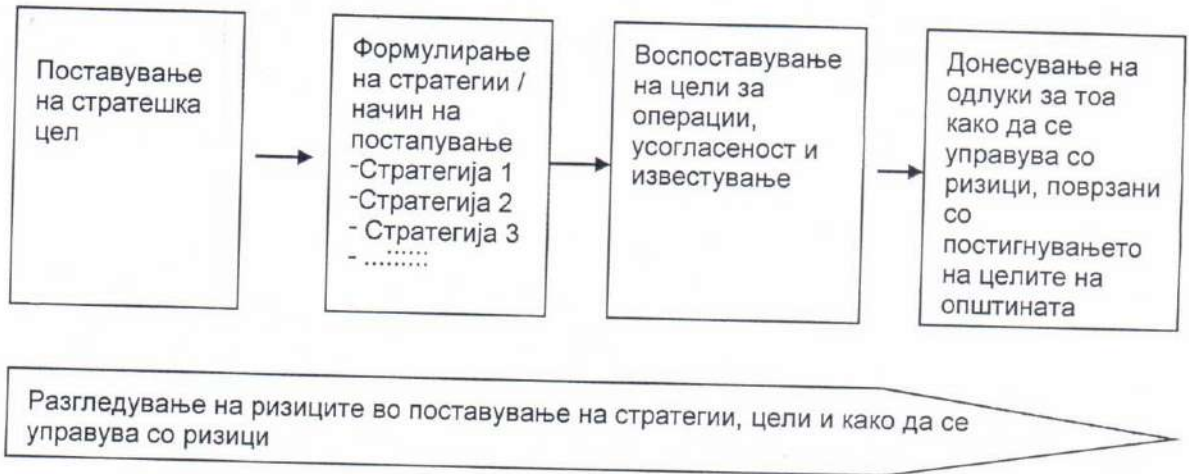 Поставување
на стратешка
цел
Формулирање
на стратегии /
начин на
постапување
-Стратегија 1
-Стратегија 2
- Стратегија 3
- ...............
Воспоставување
на цели за
операции,
усогласеност и
известување
Донесување на
одлуки за тоа
како да се
управува со
ризици, поврзани
со
постигнувањето
на целите на
општината
Разгледување на ризиците во поставување на стратегии, цели и како да се
управува со ризици